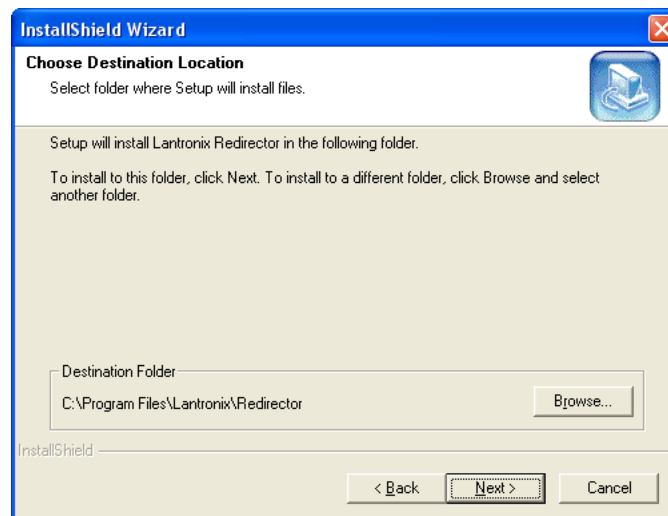 InstallShield Wizard
Choose Destination Location
Select folder where Setup will install files.
Setup will install Lantronix Redirector in the following folder.
To install to this folder, click Next. To install to a different folder, click Browse and select
another folder.
Destination Folder
C:\Program Files\Lantronix\Redirector
Browse...
InstallShield
< Back
Next >
Cancel